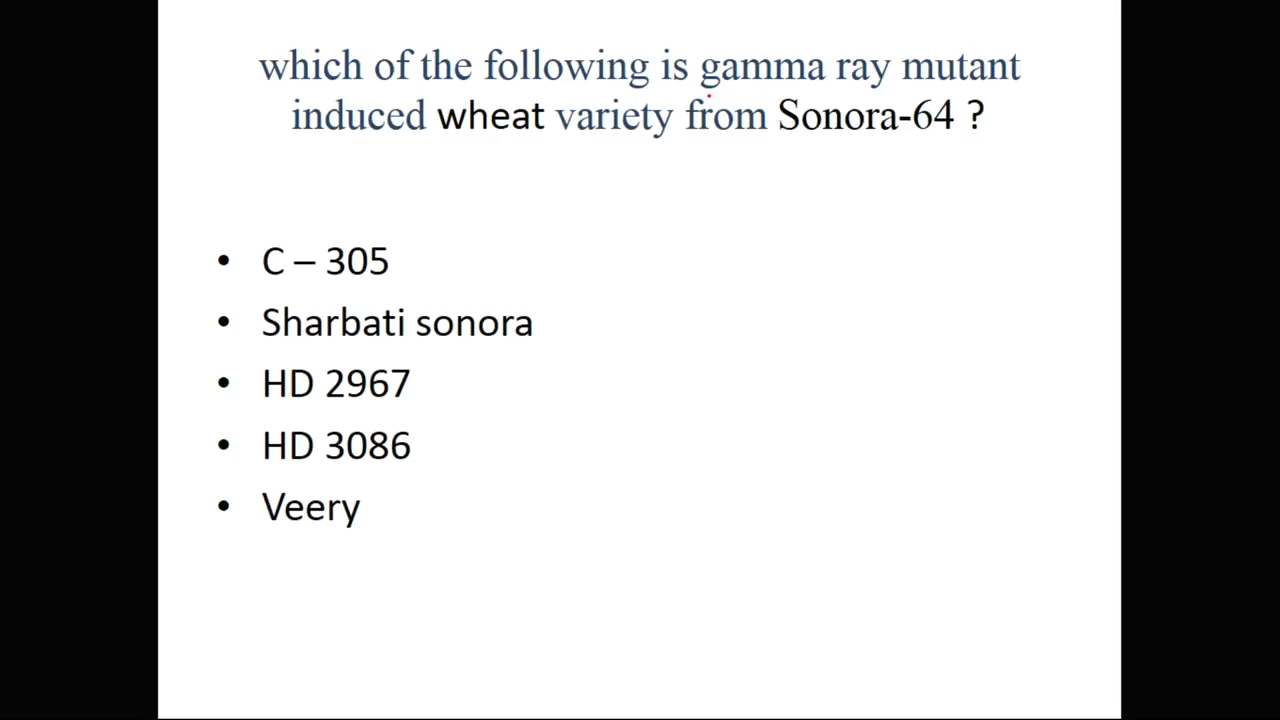 which of the following is gamma ray mutant
induced wheat variety from Sonora-64 ?
• C – 305
• Sharbati sonora
• HD 2967
• HD 3086
• Veery